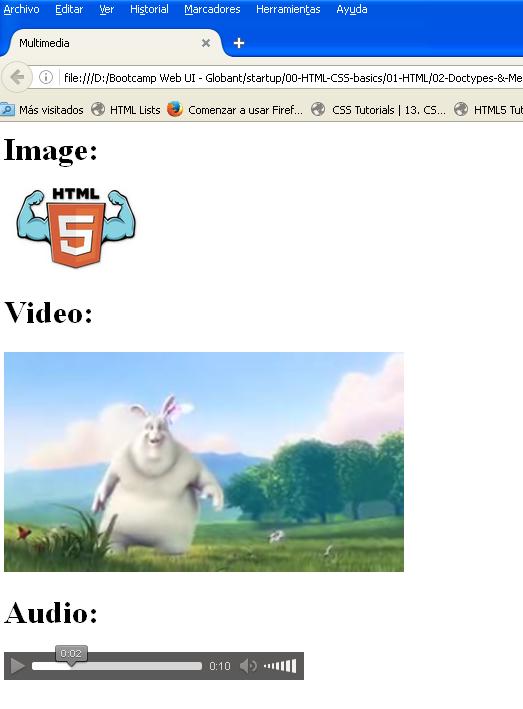 Archivo Editar Ver Historial Marcadores Herramientas Ayuda
Multimedia
file:///D:/Bootcamp Web UI - Globant/startup/00-HTML-CSS-basics/01-HTML/02-Doctypes-&-Me
Más visitados HTML Lists Comenzar a usar Firef... CSS Tutorials | 13. CS... HTML5 Tut
Image:
HTML
5
Video:
Audio:
0:02
0:10